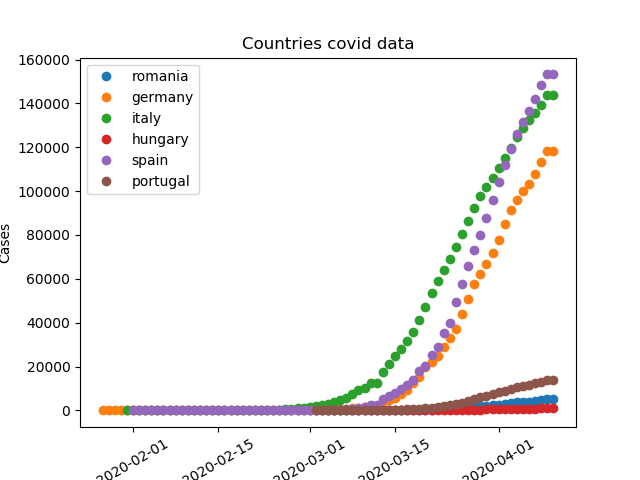 Countries covid data
160000
140000
120000
100000
80000
60000
40000
20000
0
Cases
romania
germany
italy
hungary
spain
portugal
2020-02-01
2020-02-15
2020-03-01
2020-03-15
2020-04-01